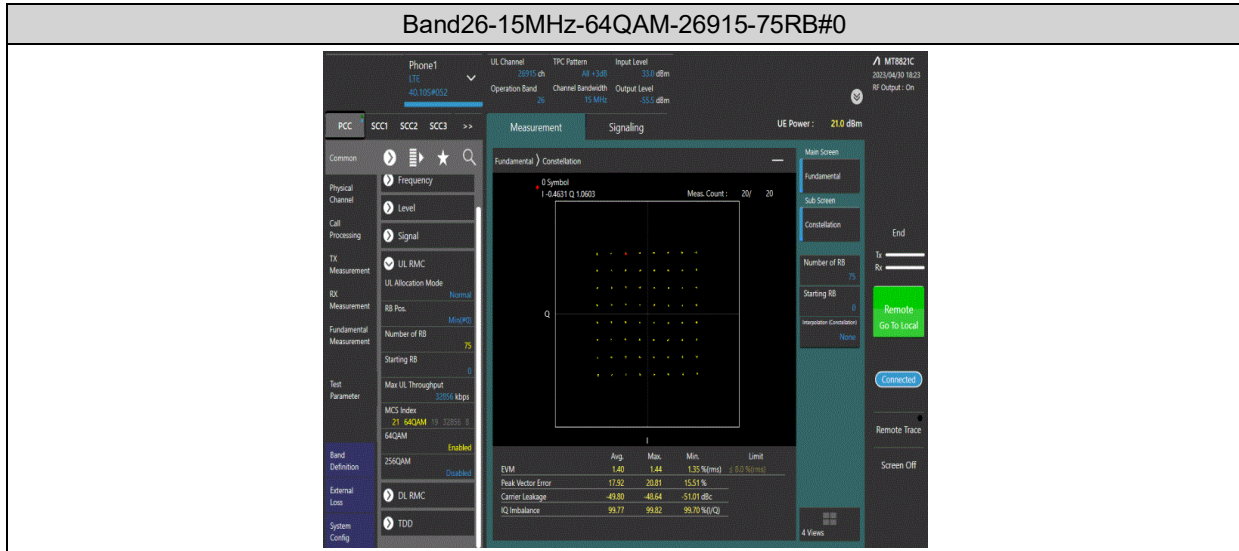 Band26-15MHz-64QAM-26915-75RB#0
Phone1
LTE
40.10S#052
UL Channel TPC Pattern Input Level
26915 ch All +3dB 33.0 dBm
Operation Band Channel Bandwidth Output Level
26 15 MHz -55.5 dBm
MT8821C
2023/04/30 18:23
RF Output : On
PCC SCC1 SCC2 SCC3 >>
Measurement Signaling
UE Power : 21.0 dBm
Common
Physical
Channel
Call
Processing
TX
Measurement
RX
Measurement
Fundamental
Measurement
Test
Parameter
Band
Definition
External
Loss
System
Config
Frequency
Level
Signal
UL RMC
UL Allocation Mode
Normal
RB Pos.
Min(#0)
Number of RB
75
Starting RB
0
Max UL Throughput
32856 kbps
MCS Index
21 64QAM 19 32856 0
64QAM
Enabled
256QAM
Disabled
DL RMC
TDD
Fundamental Constellation
0 Symbol
I -0.4631 Q 1.0603
Meas. Count : 20/ 20
Q
I
Avg. Max. Min. Limit
EVM 1.40 1.44 1.35 %(rms) ≤ 8.0 %(rms)
Peak Vector Error 17.92 20.81 15.51 %
Carrier Leakage -49.80 -48.64 -51.01 dBc
IQ Imbalance 99.77 99.82 99.70 %(I/Q)
Main Screen
Fundamental
Sub Screen
Constellation
Number of RB
75
Starting RB
0
Interpolation (Constellation)
None
4 Views
End
Tx
Rx
Remote
Go To Local
Connected
Remote Trace
Screen Off